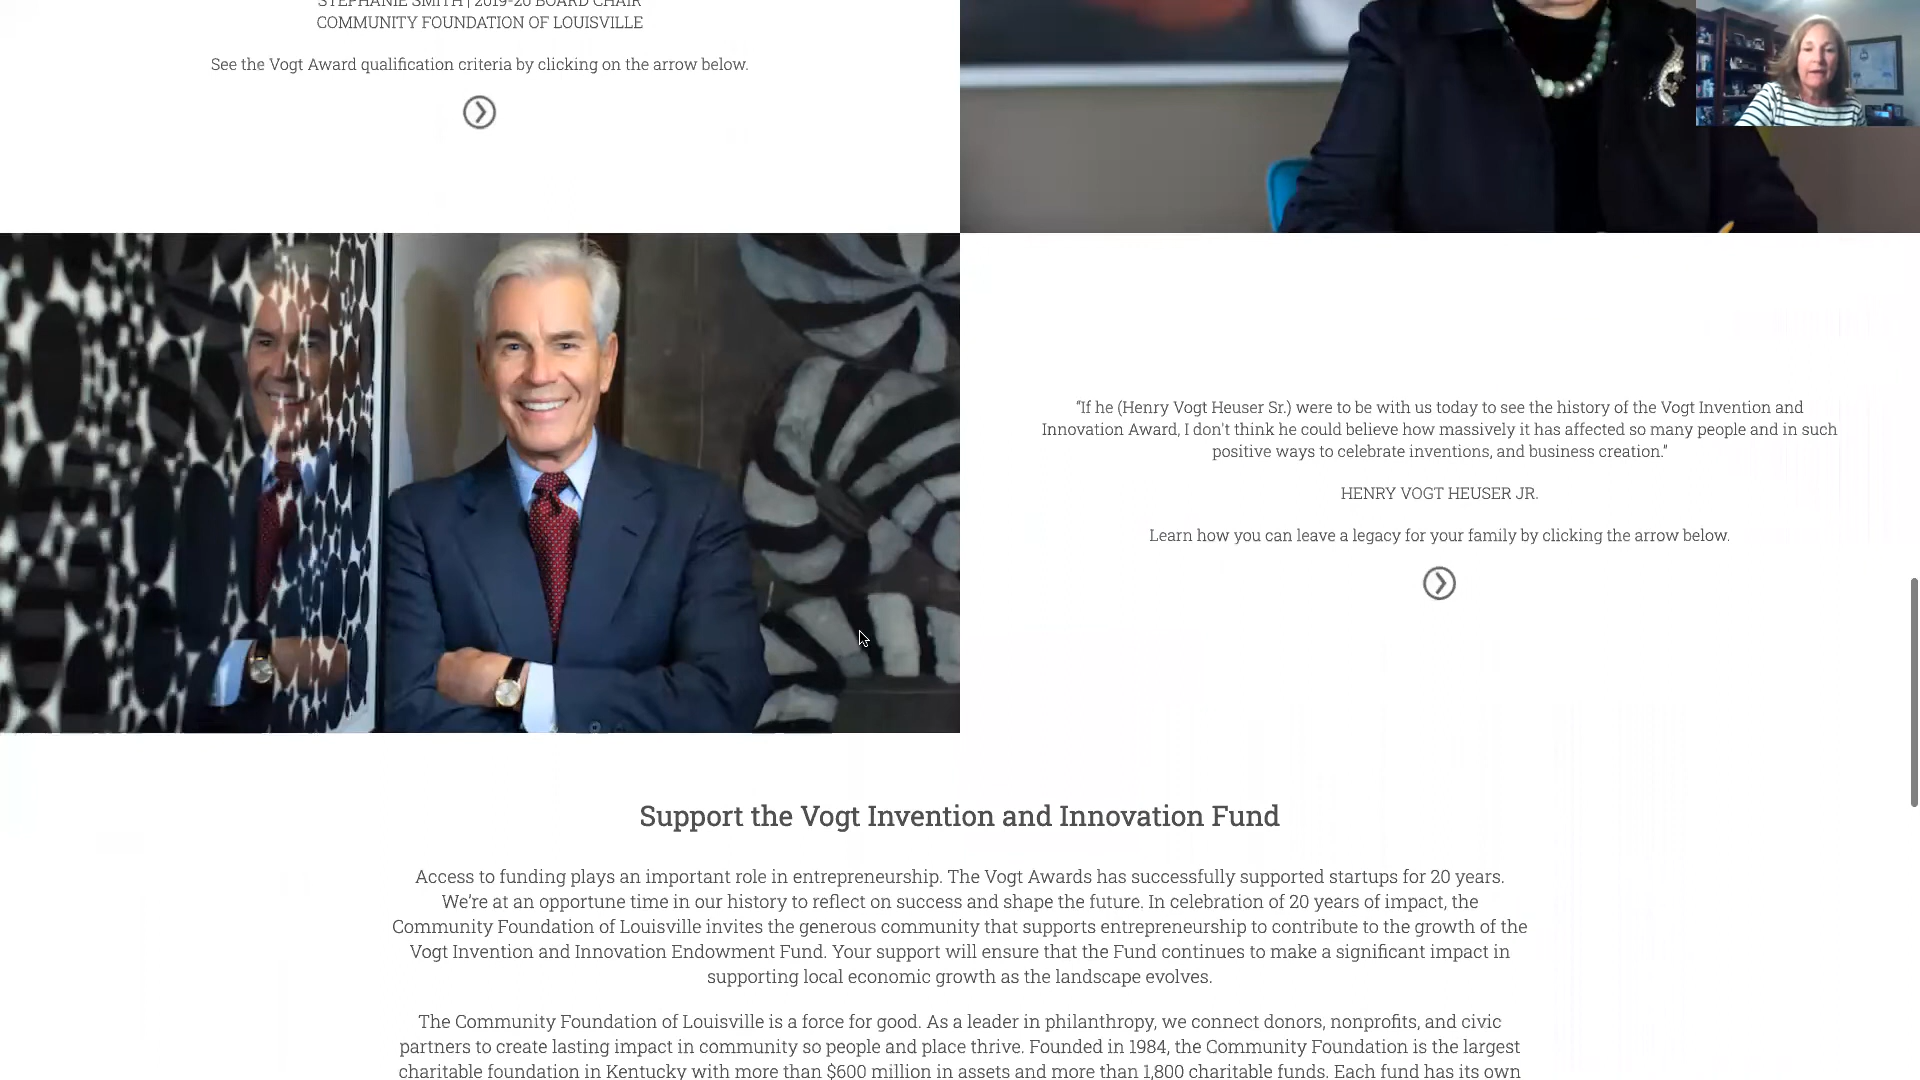 STEPHANIE SMITH | 2019-20 BOARD CHAIR
COMMUNITY FOUNDATION OF LOUISVILLE
See the Vogt Award qualification criteria by clicking on the arrow below.
“If he (Henry Vogt Heuser Sr.) were to be with us today to see the history of the Vogt Invention and
Innovation Award, I don't think he could believe how massively it has affected so many people and in such
positive ways to celebrate inventions, and business creation.”
HENRY VOGT HEUSER JR.
Learn how you can leave a legacy for your family by clicking the arrow below.
Support the Vogt Invention and Innovation Fund
Access to funding plays an important role in entrepreneurship. The Vogt Awards has successfully supported startups for 20 years.
We’re at an opportune time in our history to reflect on success and shape the future. In celebration of 20 years of impact, the
Community Foundation of Louisville invites the generous community that supports entrepreneurship to contribute to the growth of the
Vogt Invention and Innovation Endowment Fund. Your support will ensure that the Fund continues to make a significant impact in
supporting local economic growth as the landscape evolves.
The Community Foundation of Louisville is a force for good. As a leader in philanthropy, we connect donors, nonprofits, and civic
partners to create lasting impact in community so people and place thrive. Founded in 1984, the Community Foundation is the largest
charitable foundation in Kentucky with more than $600 million in assets and more than 1,800 charitable funds. Each fund has its own